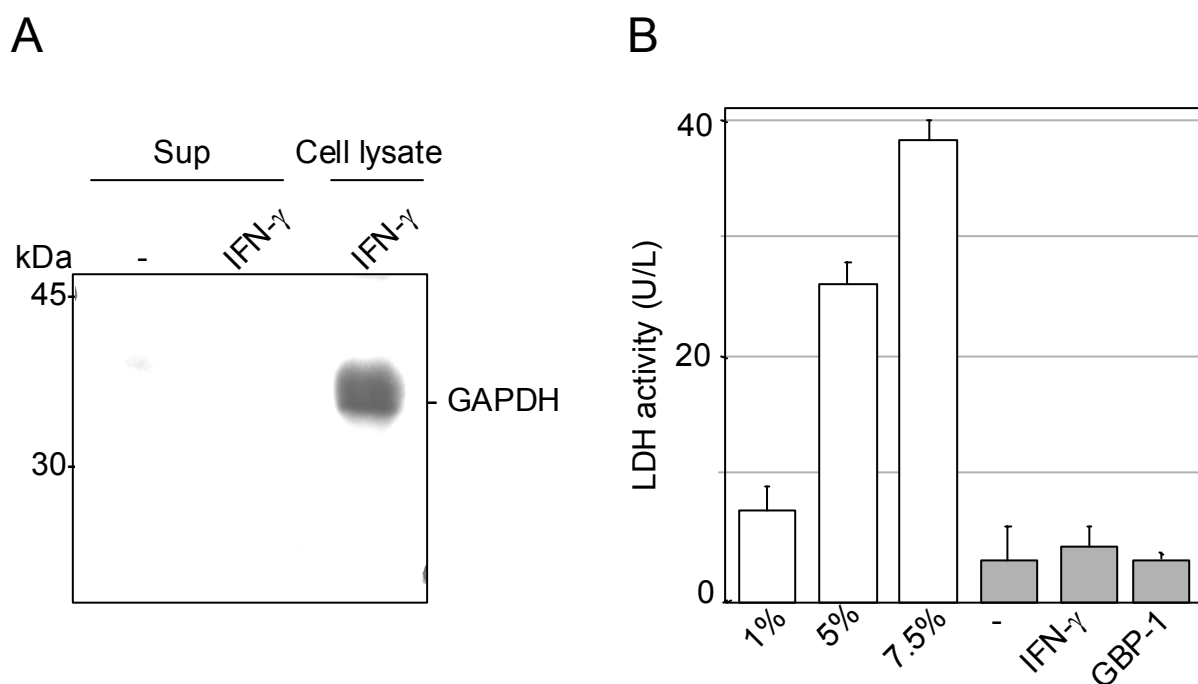 A
Sup Cell lysate
- IFN-γ IFN-γ
kDa
45
- GAPDH
30
B
LDH activity (U/L)
40
20
0
1% 5% 7.5% - IFN-γ GBP-1